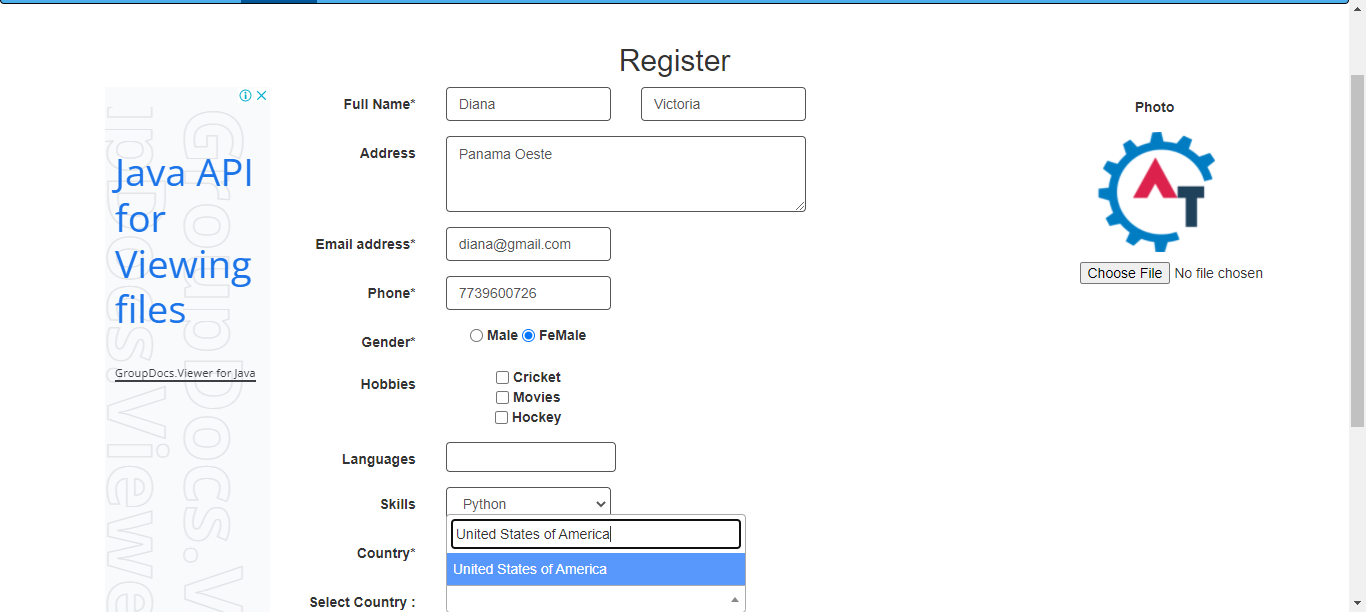 Register
Java API
for
Viewing
files
GroupDocs.Viewer for Java
GroupDocs.Viewe
Full Name* Diana Victoria
Address Panama Oeste
Email address* diana@gmail.com
Phone* 7739600726
Gender* Male FeMale
Hobbies Cricket
Movies
Hockey
Languages
Skills Python
United States of America
Country*
United States of America
Select Country :
Photo
AT
Choose File No file chosen